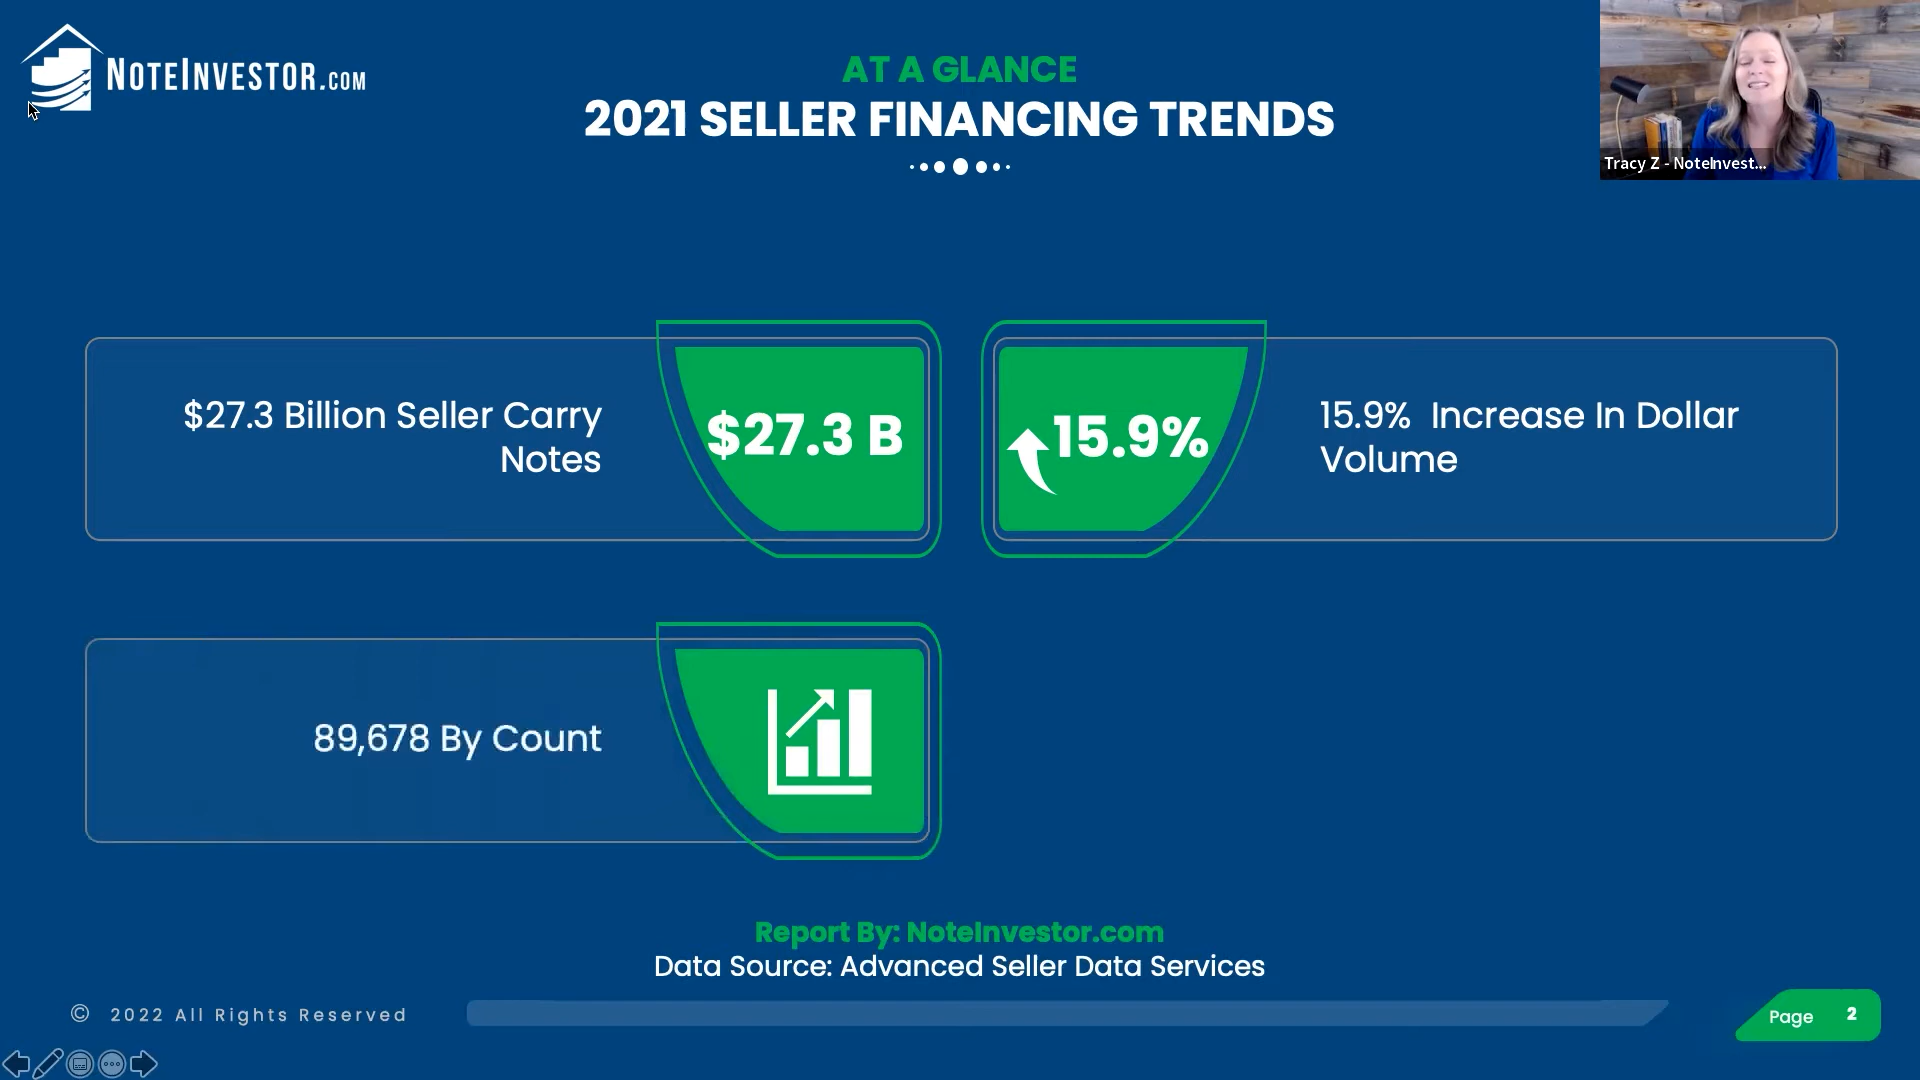 NOTEINVESTOR.COM
AT A GLANCE
2021 SELLER FINANCING TRENDS
Tracy Z - NoteInvest...
$27.3 Billion Seller Carry
Notes
$27.3 B
15.9%
15.9% Increase In Dollar
Volume
89,678 By Count
Report By: NoteInvestor.com
Data Source: Advanced Seller Data Services
© 2022 All Rights Reserved
Page 2